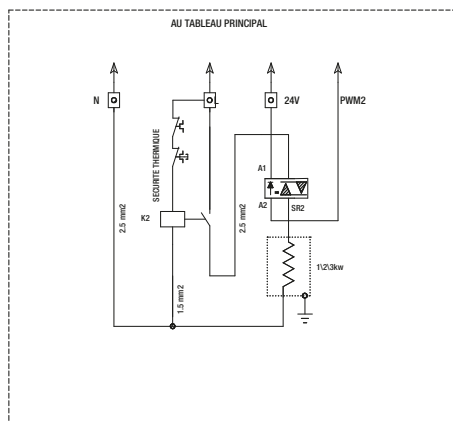 AU TABLEAU PRINCIPAL
N
L
24V
PWM2
SECURITE THERMIQUE
A1
A2
SR2
K2
2.5 mm2
2.5 mm2
1.5 mm2
1\2\3kw